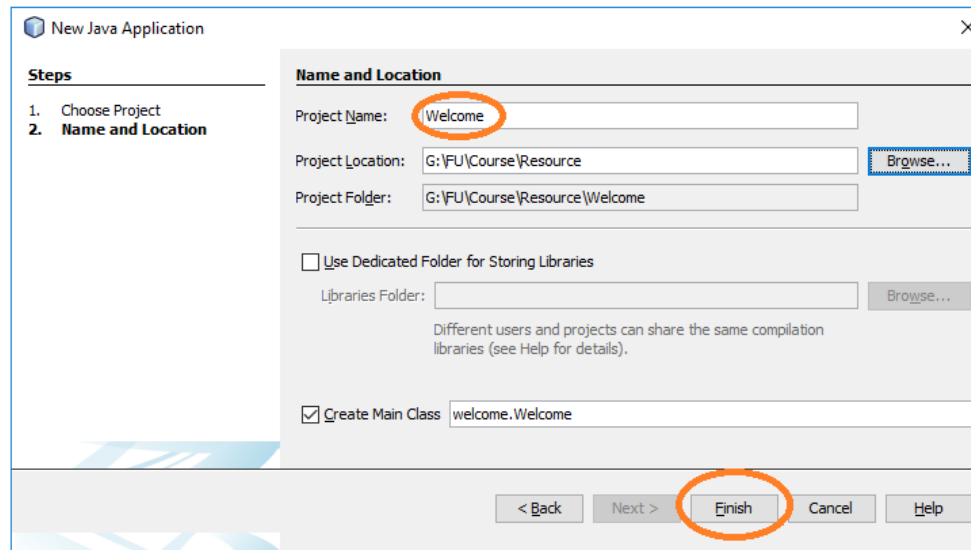 New Java Application
Steps
1. Choose Project
2. Name and Location
Name and Location
Project Name: Welcome
Project Location: G:\FU\Course\Resource Browse...
Project Folder: G:\FU\Course\Resource\Welcome
Use Dedicated Folder for Storing Libraries
Libraries Folder: Browse...
Different users and projects can share the same compilation
libraries (see Help for details).
Create Main Class welcome.Welcome
< Back Next > Finish Cancel Help